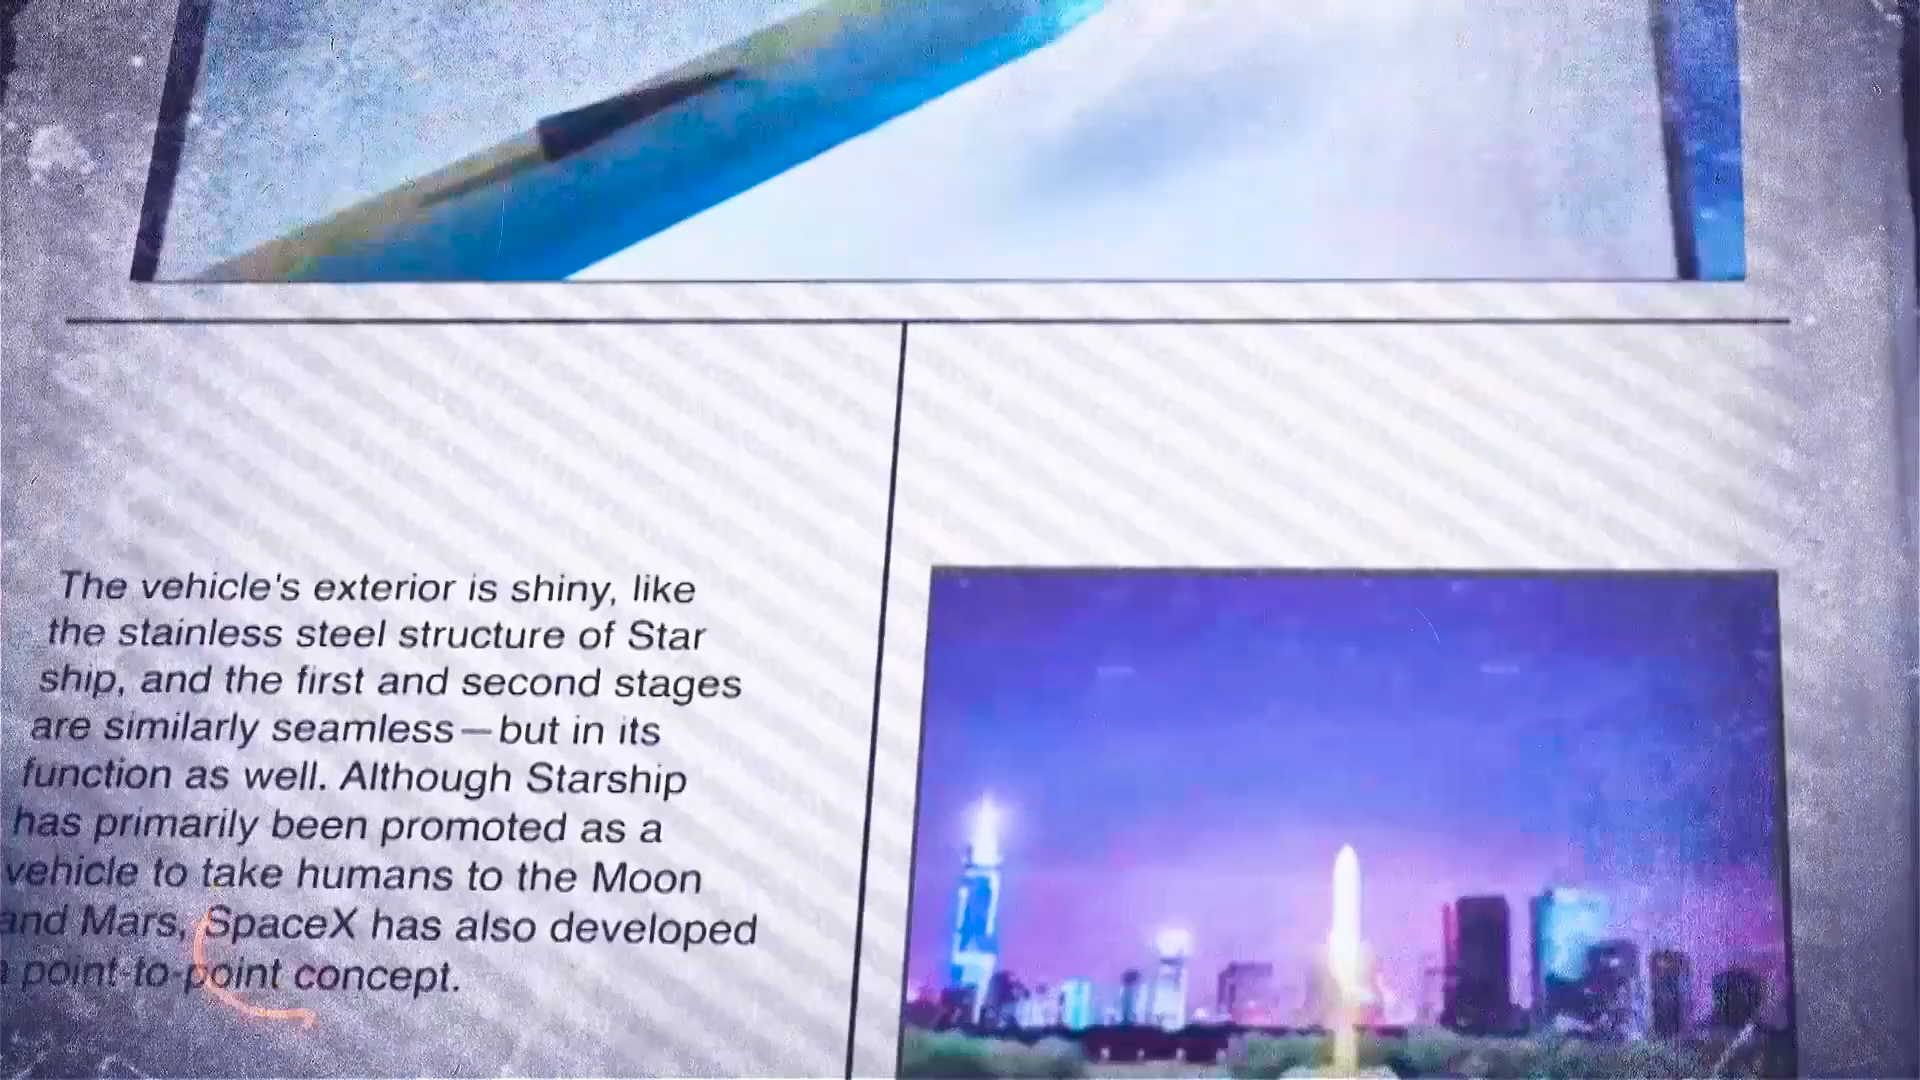 The vehicle's exterior is shiny, like
the stainless steel structure of Star
ship, and the first and second stages
are similarly seamless—but in its
function as well. Although Starship
has primarily been promoted as a
vehicle to take humans to the Moon
and Mars, SpaceX has also developed
a point-to-point concept.